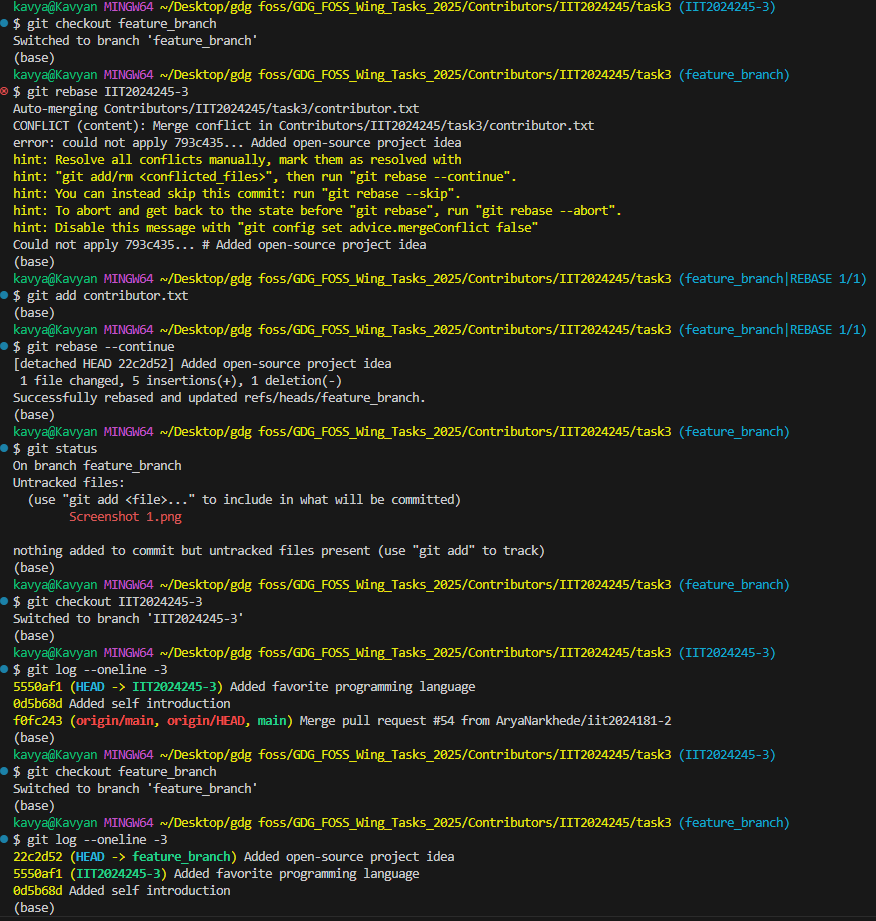 kavya@Kavyan MINGW64 ~/Desktop/gdg foss/GDG_FOSS_Wing_Tasks_2025/Contributors/IIT2024245/task3 (IIT2024245-3)
$ git checkout feature_branch
Switched to branch 'feature_branch'
(base)
kavya@Kavyan MINGW64 ~/Desktop/gdg foss/GDG_FOSS_Wing_Tasks_2025/Contributors/IIT2024245/task3 (feature_branch)
$ git rebase IIT2024245-3
Auto-merging Contributors/IIT2024245/task3/contributor.txt
CONFLICT (content): Merge conflict in Contributors/IIT2024245/task3/contributor.txt
error: could not apply 793c435... Added open-source project idea
hint: Resolve all conflicts manually, mark them as resolved with
hint: "git add/rm <conflicted_files>", then run "git rebase --continue".
hint: You can instead skip this commit: run "git rebase --skip".
hint: To abort and get back to the state before "git rebase", run "git rebase --abort".
hint: Disable this message with "git config set advice.mergeConflict false"
Could not apply 793c435... # Added open-source project idea
(base)
kavya@Kavyan MINGW64 ~/Desktop/gdg foss/GDG_FOSS_Wing_Tasks_2025/Contributors/IIT2024245/task3 (feature_branch|REBASE 1/1)
$ git add contributor.txt
(base)
kavya@Kavyan MINGW64 ~/Desktop/gdg foss/GDG_FOSS_Wing_Tasks_2025/Contributors/IIT2024245/task3 (feature_branch|REBASE 1/1)
$ git rebase --continue
[detached HEAD 22c2d52] Added open-source project idea
 1 file changed, 5 insertions(+), 1 deletion(-)
Successfully rebased and updated refs/heads/feature_branch.
(base)
kavya@Kavyan MINGW64 ~/Desktop/gdg foss/GDG_FOSS_Wing_Tasks_2025/Contributors/IIT2024245/task3 (feature_branch)
$ git status
On branch feature_branch
Untracked files:
  (use "git add <file>..." to include in what will be committed)
        Screenshot 1.png

nothing added to commit but untracked files present (use "git add" to track)
(base)
kavya@Kavyan MINGW64 ~/Desktop/gdg foss/GDG_FOSS_Wing_Tasks_2025/Contributors/IIT2024245/task3 (feature_branch)
$ git checkout IIT2024245-3
Switched to branch 'IIT2024245-3'
(base)
kavya@Kavyan MINGW64 ~/Desktop/gdg foss/GDG_FOSS_Wing_Tasks_2025/Contributors/IIT2024245/task3 (IIT2024245-3)
$ git log --oneline -3
5550af1 (HEAD -> IIT2024245-3) Added favorite programming language
0d5b68d Added self introduction
f0fc243 (origin/main, origin/HEAD, main) Merge pull request #54 from AryaNarkhede/iit2024181-2
(base)
kavya@Kavyan MINGW64 ~/Desktop/gdg foss/GDG_FOSS_Wing_Tasks_2025/Contributors/IIT2024245/task3 (IIT2024245-3)
$ git checkout feature_branch
Switched to branch 'feature_branch'
(base)
kavya@Kavyan MINGW64 ~/Desktop/gdg foss/GDG_FOSS_Wing_Tasks_2025/Contributors/IIT2024245/task3 (feature_branch)
$ git log --oneline -3
22c2d52 (HEAD -> feature_branch) Added open-source project idea
5550af1 (IIT2024245-3) Added favorite programming language
0d5b68d Added self introduction
(base)